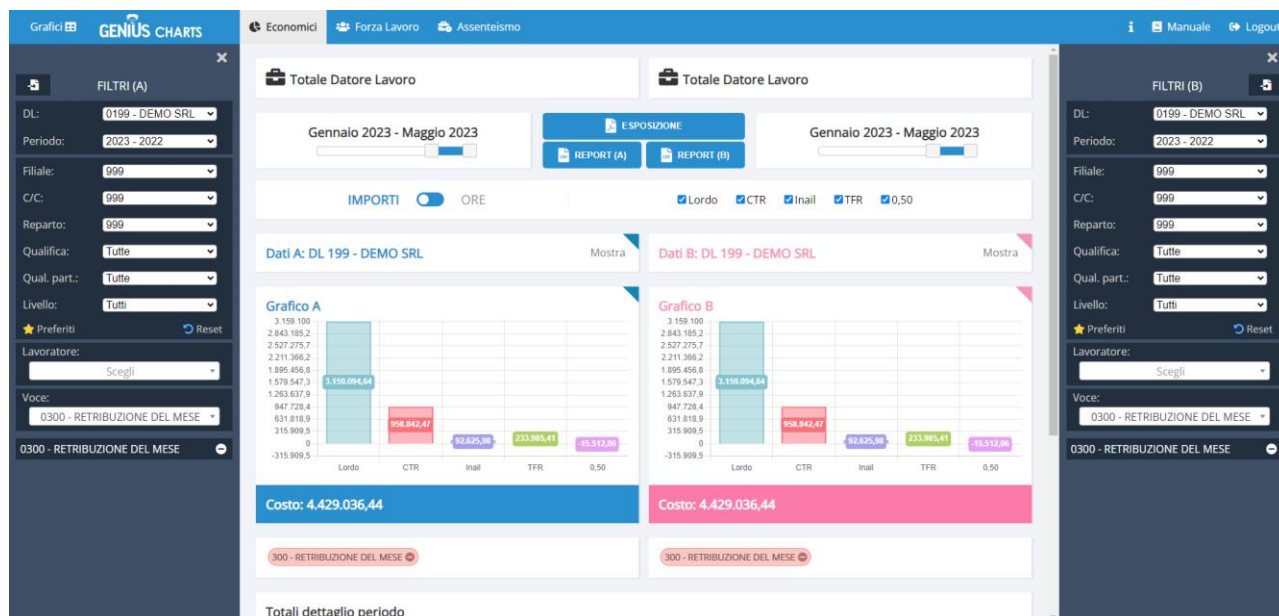 Grafici GENIUS CHARTS Economici Forza Lavoro Assenteismo i Manuale Logout
FILTRI (A)
DL: 0199 - DEMO SRL
Periodo: 2023 - 2022
Filiale: 999
C/C: 999
Reparto: 999
Qualifica: Tutte
Qual. part.: Tutte
Livello: Tutti
Preferiti Reset
Lavoratore:
Scegli
Voce:
0300 - RETRIBUZIONE DEL MESE
0300 - RETRIBUZIONE DEL MESE
Totale Datore Lavoro Totale Datore Lavoro
Gennaio 2023 - Maggio 2023 ESPOSIZIONE Gennaio 2023 - Maggio 2023
REPORT (A) REPORT (B)
IMPORTI ORE Lordo CTR Inail TFR 0,50
Dati A: DL 199 - DEMO SRL Mostra Dati B: DL 199 - DEMO SRL Mostra
Grafico A
3.159.100
2.843.185,2
2.527.275,7
2.211.366,2
1.895.456,8
1.579.547,3 3.159.094,64
1.263.637,9
947.728,4
631.818,9 958.842,47
315.909,5
0 92.625,98 233.985,41 -15.512,06
-315.909,5
Lordo CTR Inail TFR 0,50
Costo: 4.429.036,44
300 - RETRIBUZIONE DEL MESE
Grafico B
3.159.100
2.843.185,2
2.527.275,7
2.211.366,2
1.895.456,8
1.579.547,3 3.159.094,64
1.263.637,9
947.728,4
631.818,9 958.842,47
315.909,5
0 92.625,98 233.985,41 -15.512,06
-315.909,5
Lordo CTR Inail TFR 0,50
Costo: 4.429.036,44
300 - RETRIBUZIONE DEL MESE
Totali dettaglio periodo
FILTRI (B)
DL: 0199 - DEMO SRL
Periodo: 2023 - 2022
Filiale: 999
C/C: 999
Reparto: 999
Qualifica: Tutte
Qual. part.: Tutte
Livello: Tutti
Preferiti Reset
Lavoratore:
Scegli
Voce:
0300 - RETRIBUZIONE DEL MESE
0300 - RETRIBUZIONE DEL MESE